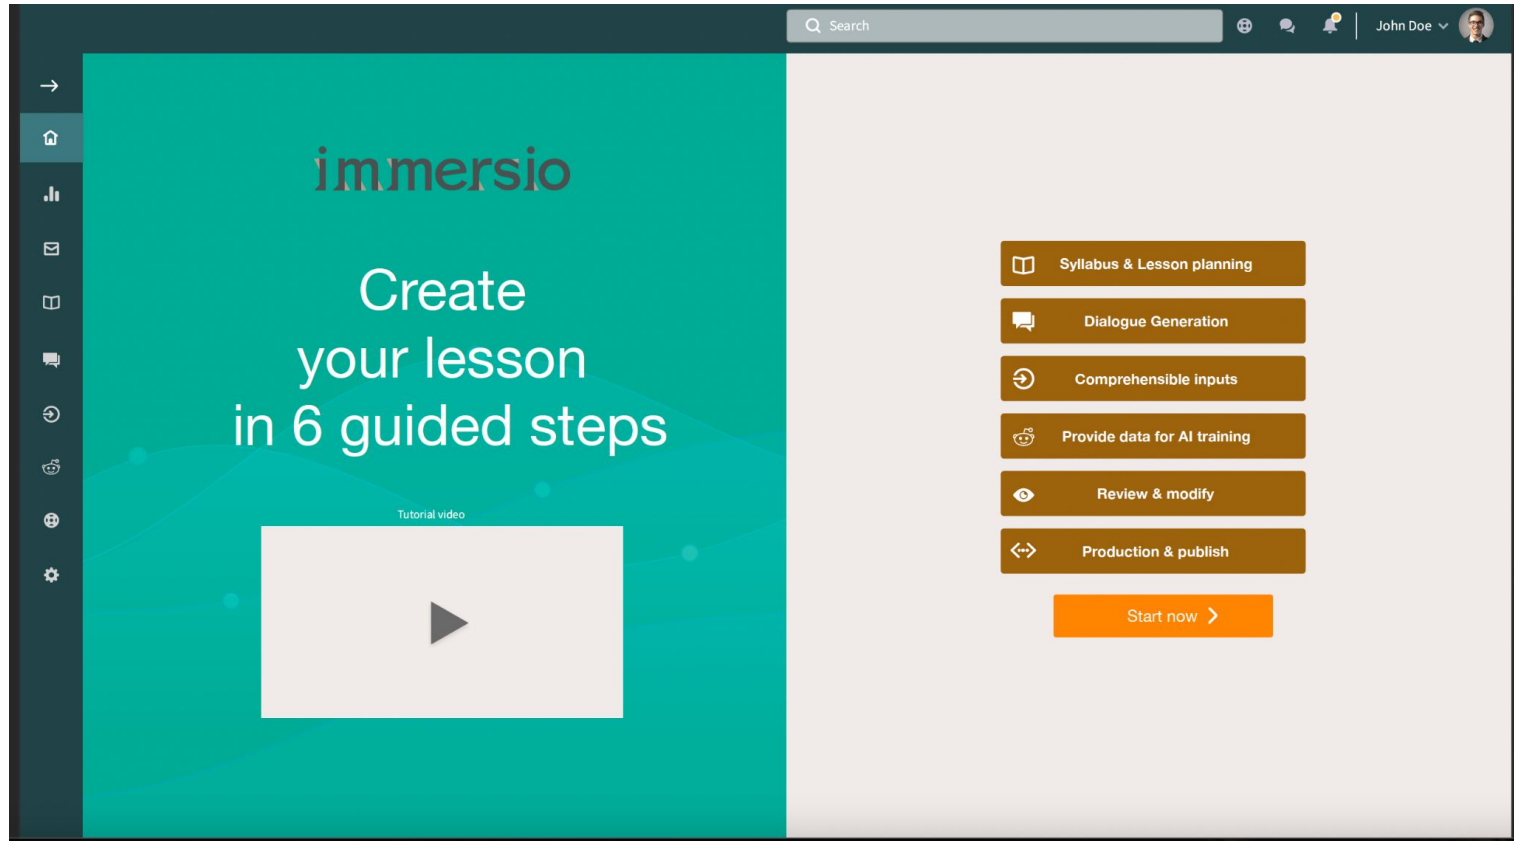 Search
John Doe
immersio
Create
your lesson
in 6 guided steps
Tutorial video
Syllabus & Lesson planning
Dialogue Generation
Comprehensible inputs
Provide data for AI training
Review & modify
Production & publish
Start now